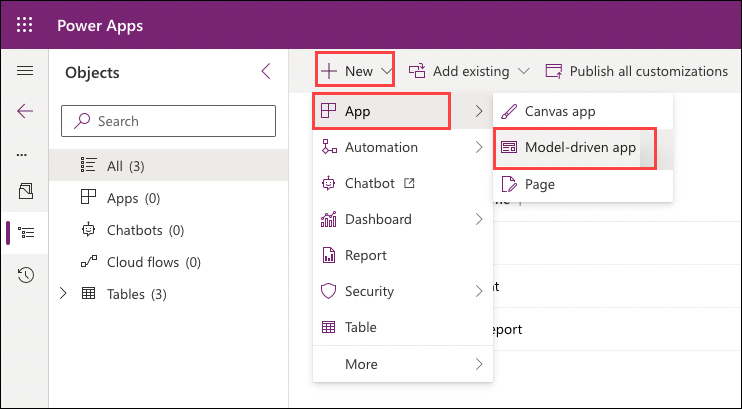 Power Apps
Objects
New
Add existing
Publish all customizations
Search
All (3)
Apps (0)
Chatbots (0)
Cloud flows (0)
Tables (3)
App
Automation
Chatbot
Dashboard
Report
Security
Table
More
Canvas app
Model-driven app
Page
eport